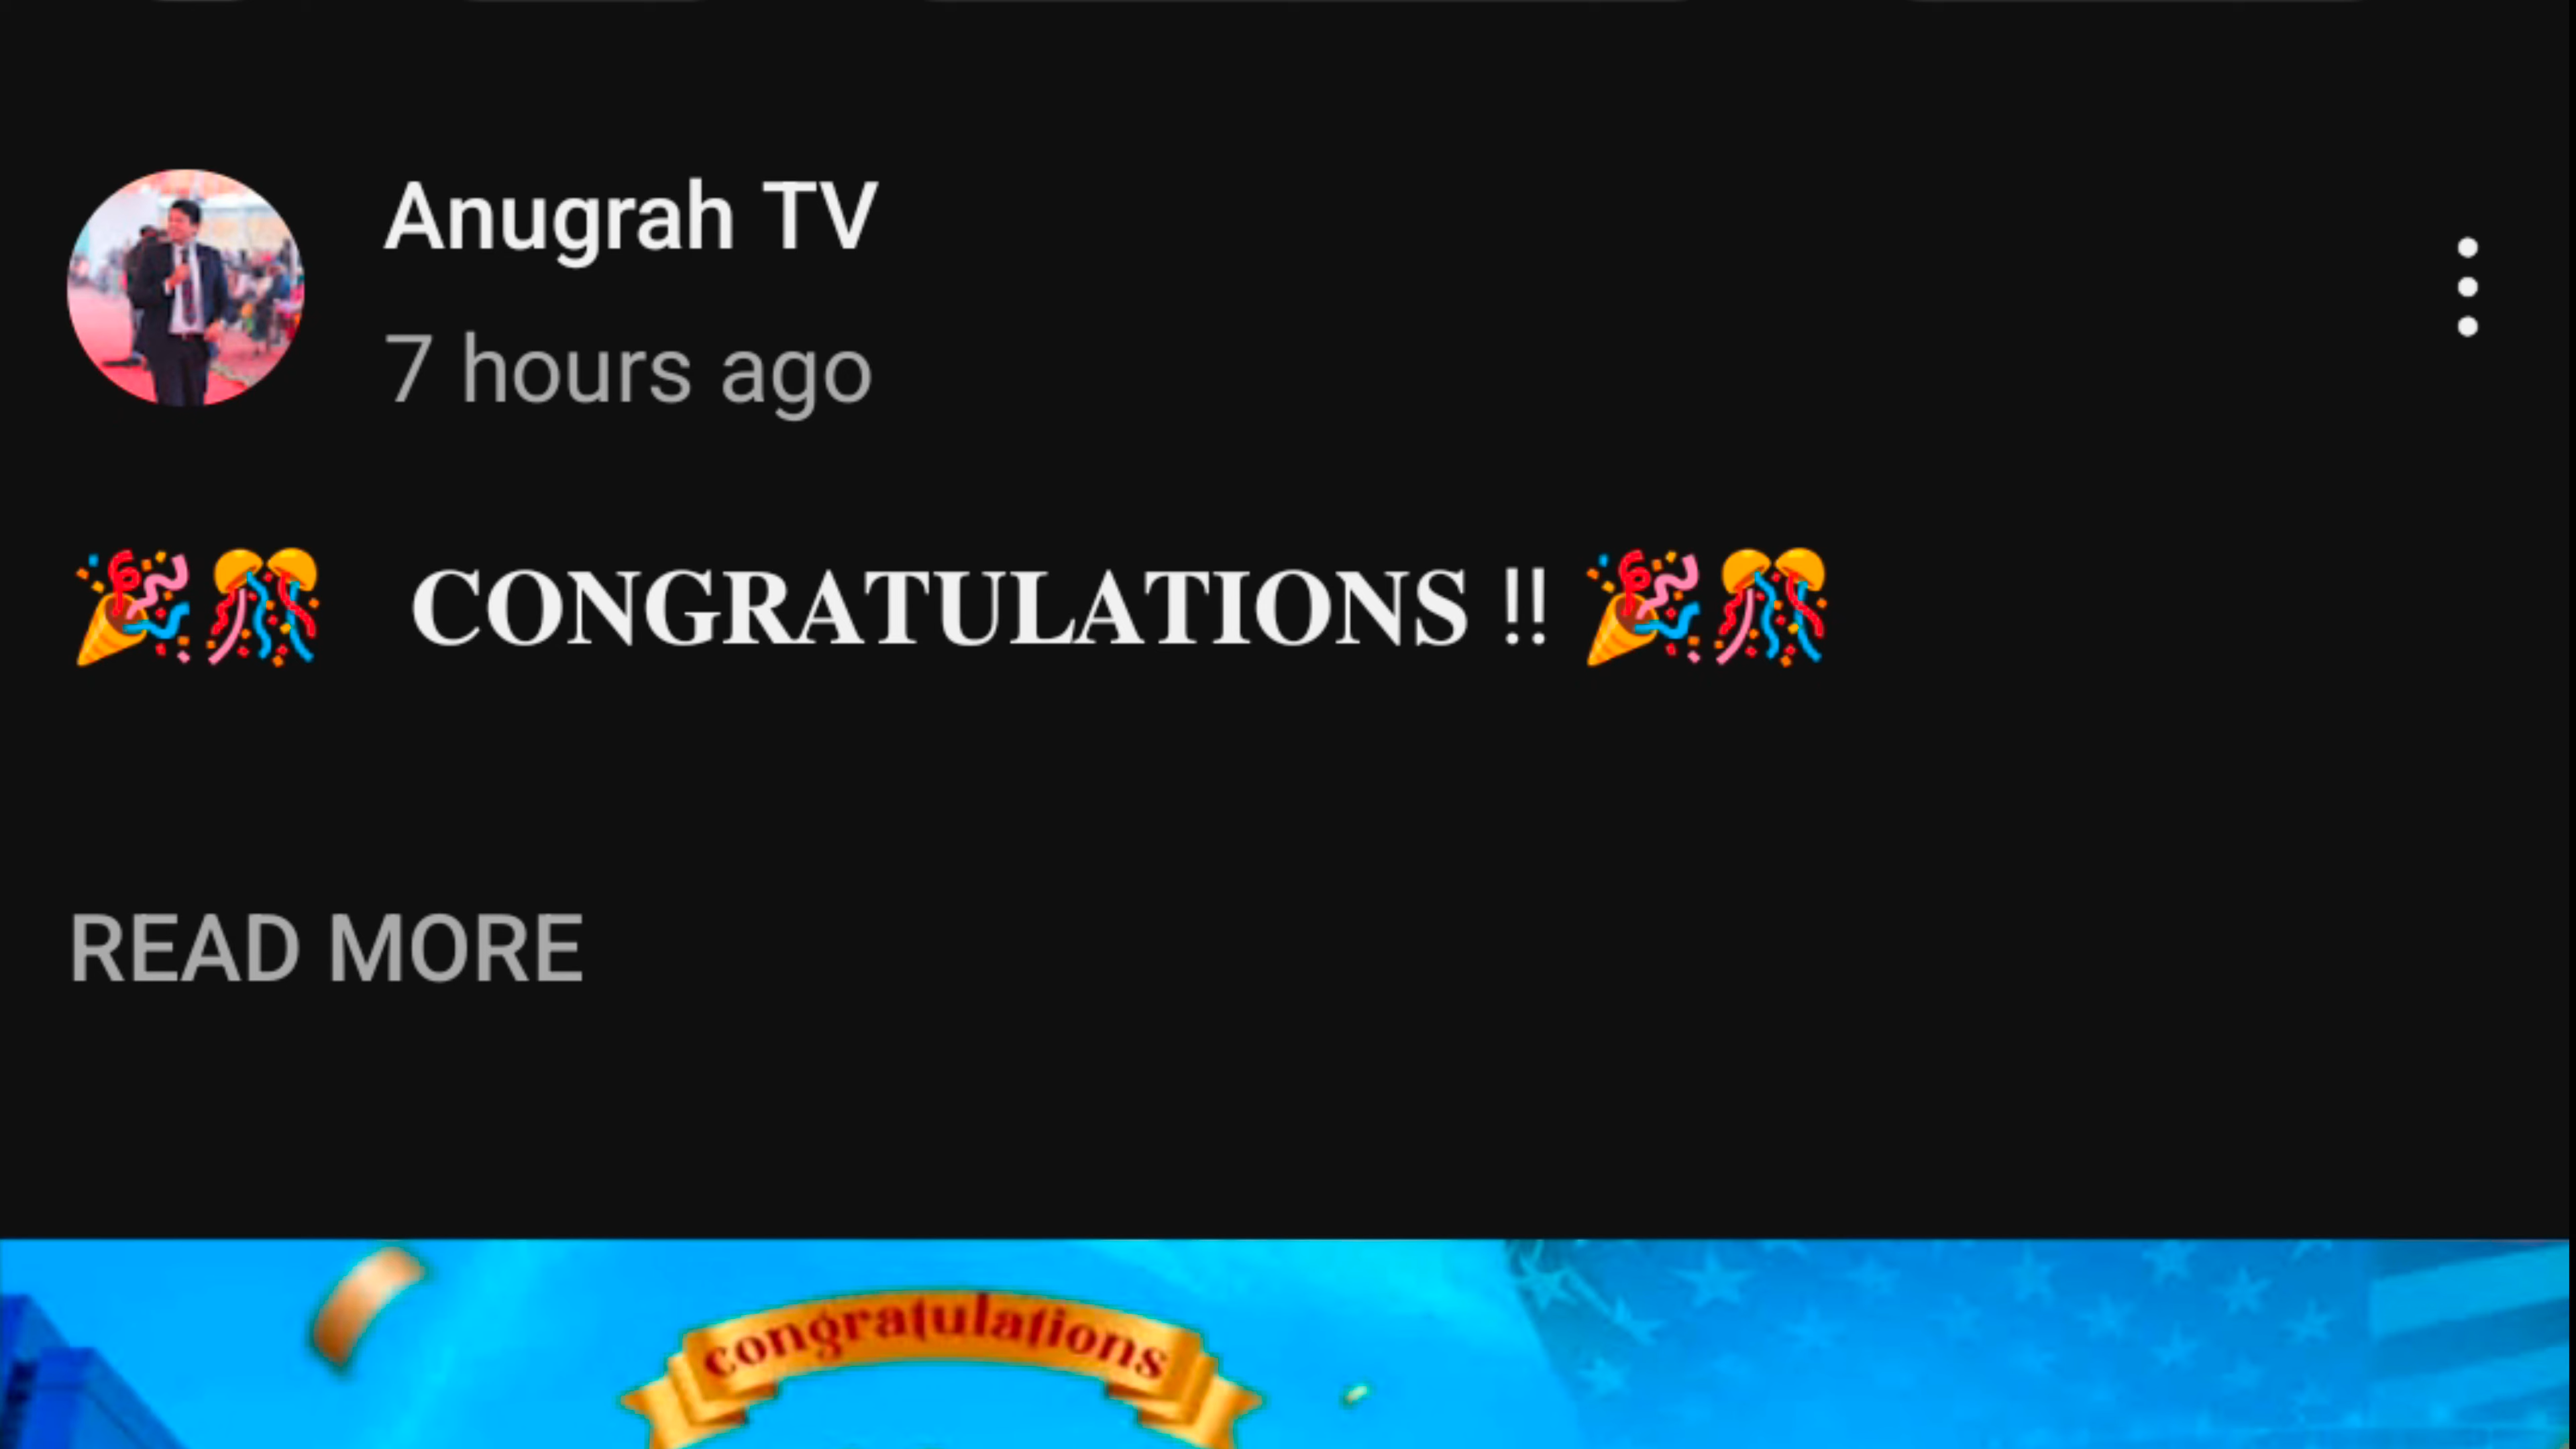 Anugrah TV
7 hours ago
🎉🎊 CONGRATULATIONS !! 🎉🎊
READ MORE
congratulations